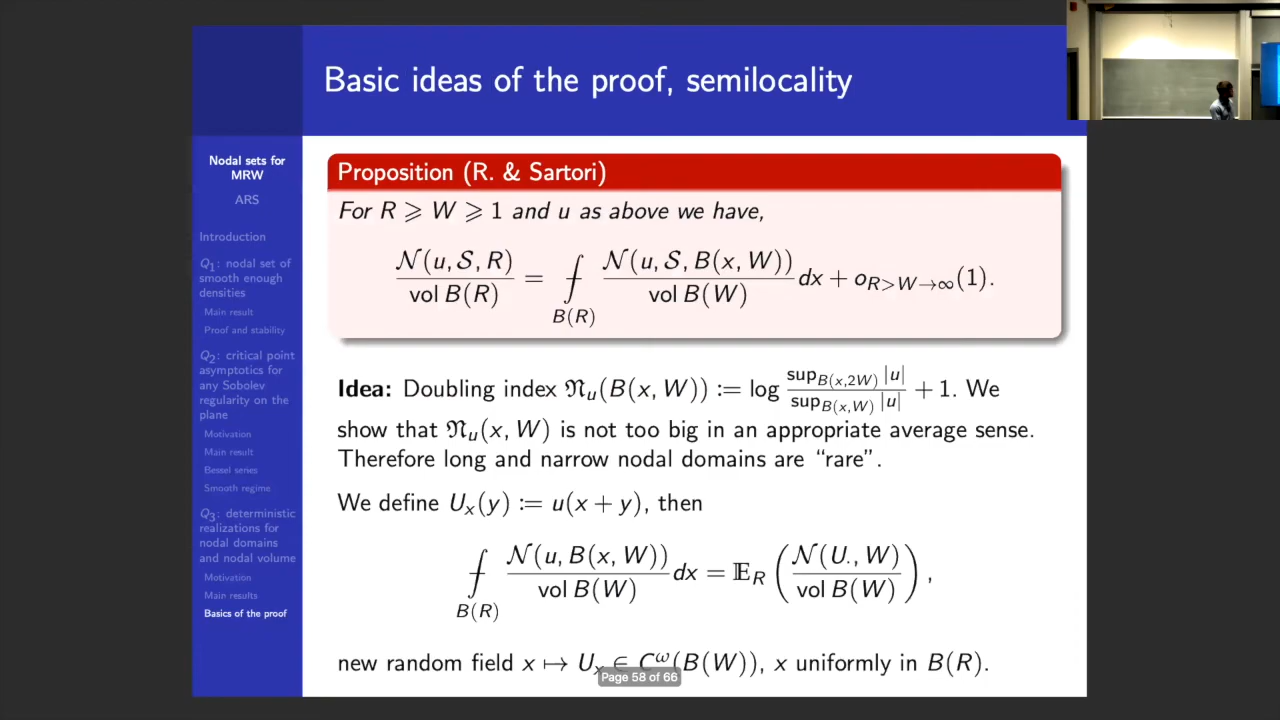 Basic ideas of the proof, semilocality
Nodal sets for
MRW
ARS
Introduction
Q₁: nodal set of
smooth enough
densities
Main result
Proof and stability
Q₂: critical point
asymptotics for
any Sobolev
regularity on the
plane
Motivation
Main result
Bessel series
Smooth regime
Q₃: deterministic
realizations for
nodal domains
and nodal volume
Motivation
Main results
Basics of the proof
Proposition (R. & Sartori)
For R ⩾ W ⩾ 1 and u as above we have,
𝒩(u, 𝒮, R) / vol B(R) = ⨍_{B(R)} 𝒩(u, 𝒮, B(x, W)) / vol B(W) dx + o_{R>W→∞}(1).
Idea: Doubling index 𝔑ᵤ(B(x, W)) := log sup_{B(x,2W)} |u| / sup_{B(x,W)} |u| + 1. We
show that 𝔑ᵤ(x, W) is not too big in an appropriate average sense.
Therefore long and narrow nodal domains are “rare”.
We define Uₓ(y) := u(x + y), then
⨍_{B(R)} 𝒩(u, B(x, W)) / vol B(W) dx = 𝔼_R ( 𝒩(U., W) / vol B(W) ),
new random field x ↦ Uₓ ∈ C^ω(B(W)), x uniformly in B(R).
Page 58 of 66